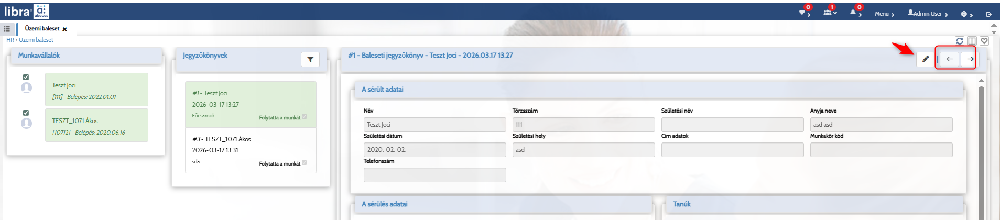 libra® a:
abacus
0
1
0
Menu
Admin User
Üzemi baleset
HR › Üzemi baleset
Munkavállalók
Teszt Joci
[111] - Belépés: 2022.01.01
TESZT_1071 Ákos
[10712] - Belépés: 2020.06.16
Jegyzőkönyvek
#1 - Teszt Joci
2026-03-17 13:27
Főcsarnok
Folytatta a munkát
#3 - TESZT_1071 Ákos
2026-03-17 13:31
sda
Folytatta a munkát
#1 - Baleseti jegyzőkönyv - Teszt Joci - 2026.03.17 13.27
A sérült adatai
Név
Törzsszám
Születési név
Anyja neve
Teszt Joci
111
asd asd
Születési dátum
Születési hely
Cím adatok
Munkakör kód
2020. 02. 02.
asd
Telefonszám
A sérülés adatai
Tanúk